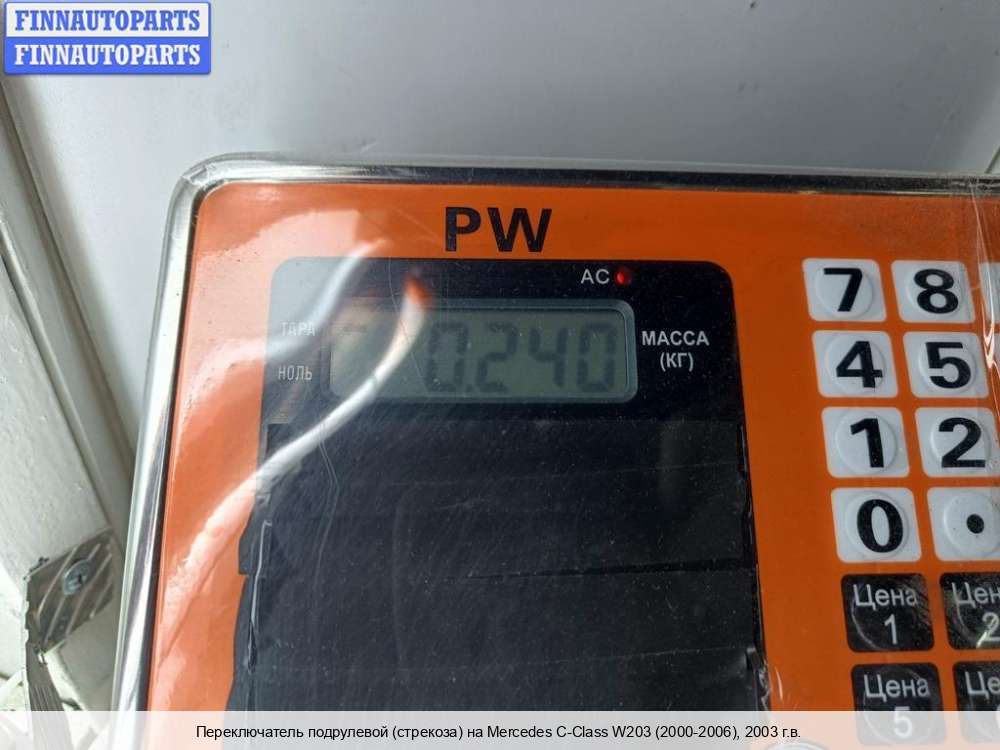 FINNAUTOPARTS
FINNAUTOPARTS
PW
AC
7 8
ТАРА
0.240
МАССА
(КГ)
НОЛЬ
4 5
1 2
0 .
Цена
1
2
Цена
5
Переключатель подрулевой (стрекоза) на Mercedes C-Class W203 (2000-2006), 2003 г.в.